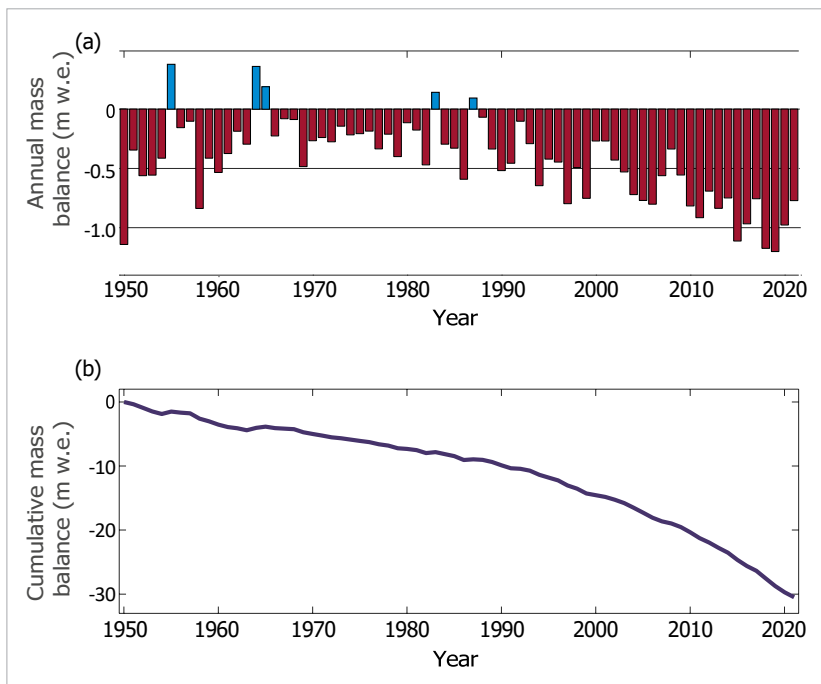 (a)
Annual mass
balance (m w.e.)
0
-0.5
-1.0
1950 1960 1970 1980 1990 2000 2010 2020
Year
(b)
Cumulative mass
balance (m w.e.)
0
-10
-20
-30
1950 1960 1970 1980 1990 2000 2010 2020
Year